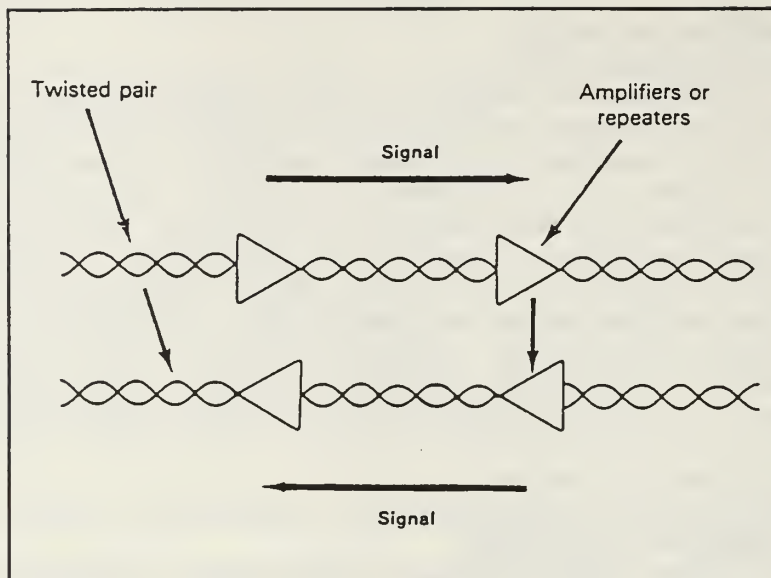 Twisted pair
Amplifiers or
repeaters
Signal
Signal